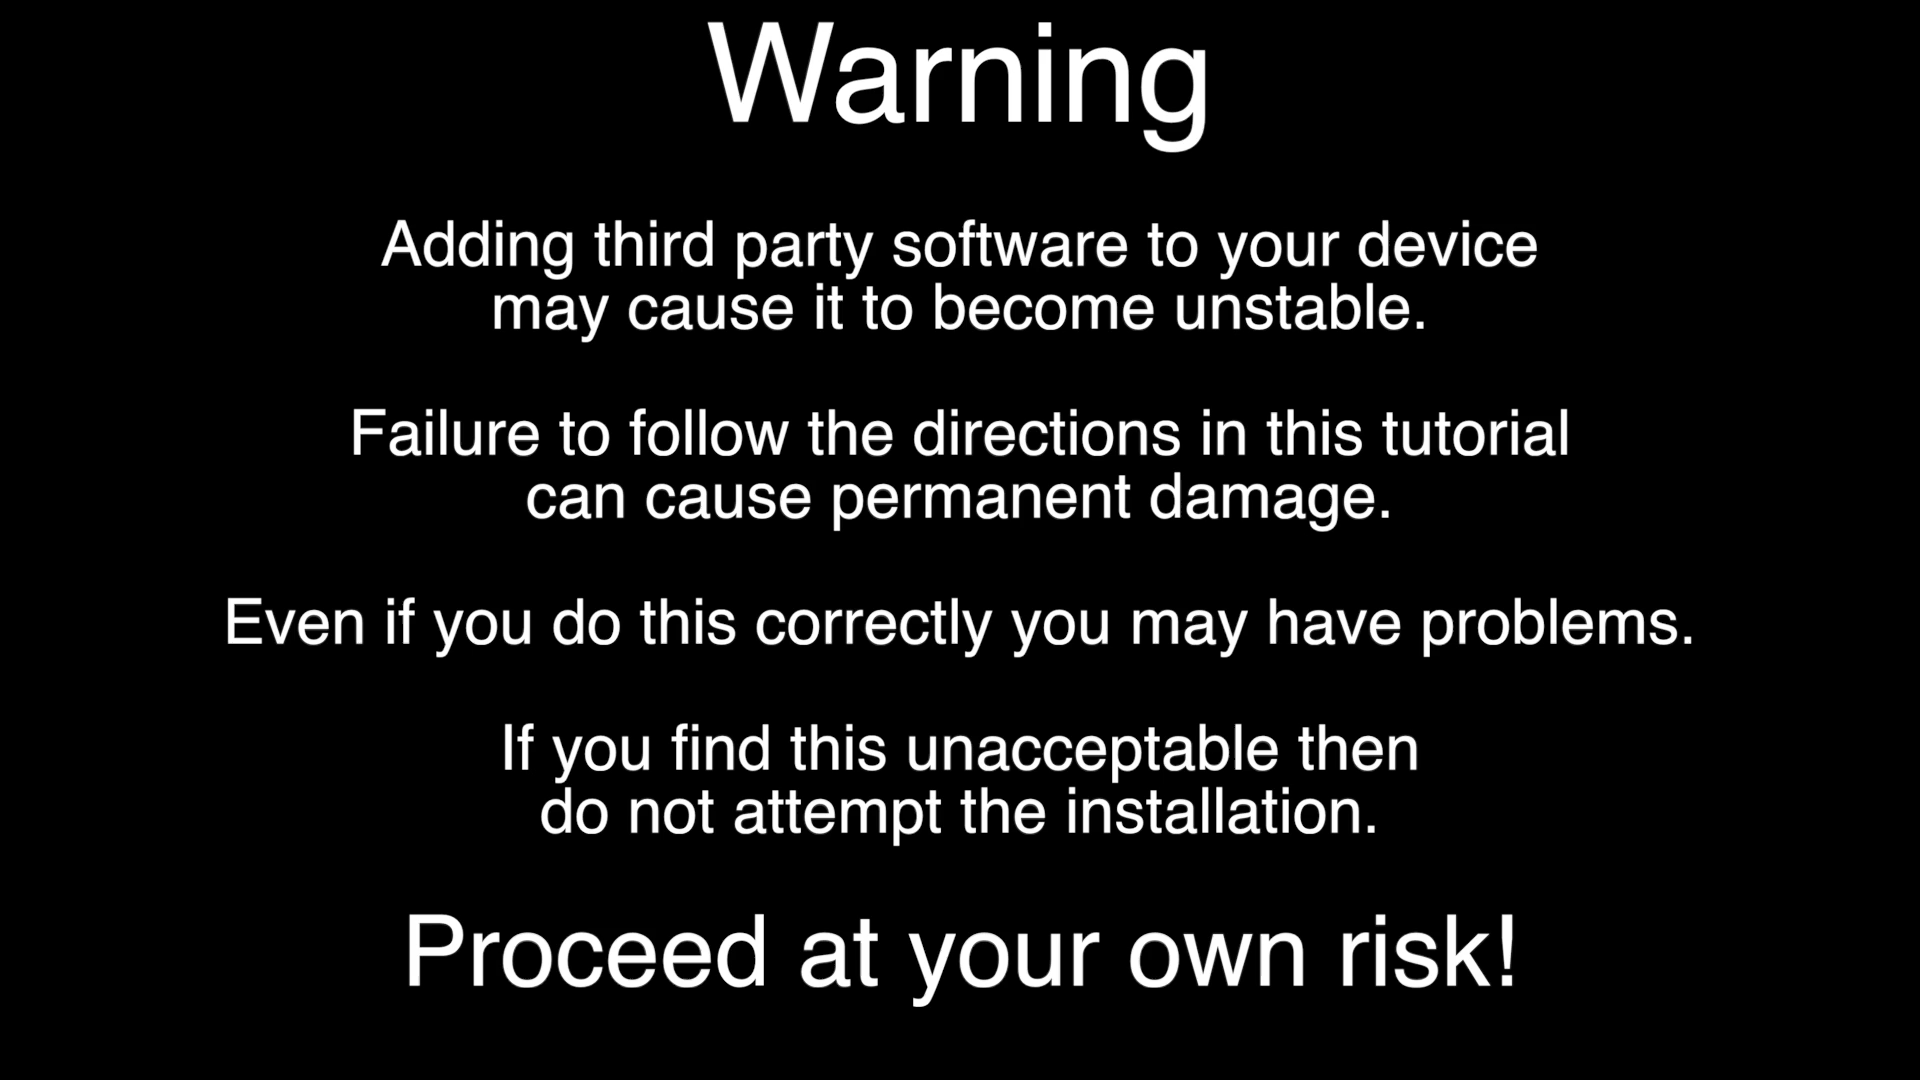 Warning
Adding third party software to your device
may cause it to become unstable.
Failure to follow the directions in this tutorial
can cause permanent damage.
Even if you do this correctly you may have problems.
If you find this unacceptable then
do not attempt the installation.
Proceed at your own risk!